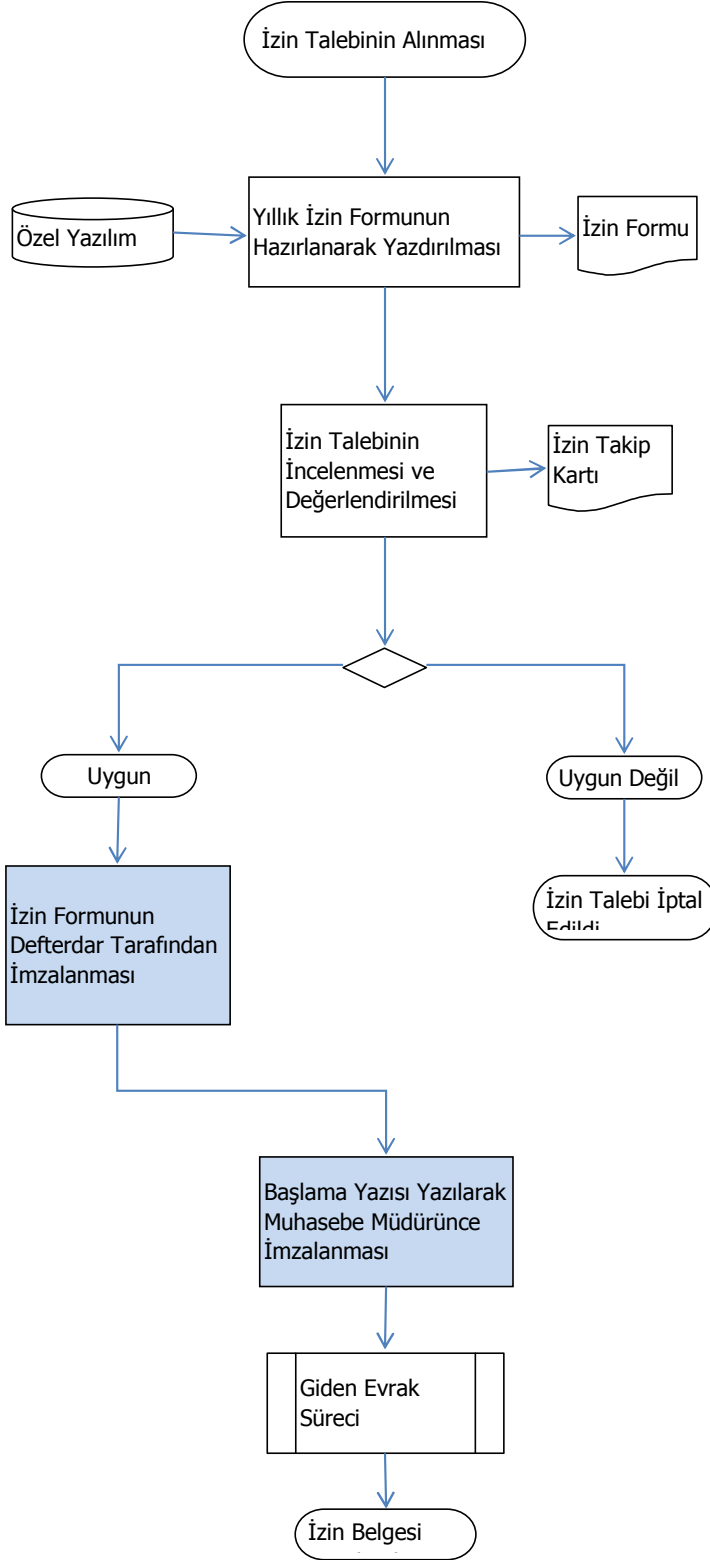 İzin Talebinin Alınması
Özel Yazılım
Yıllık İzin Formunun
Hazırlanarak Yazdırılması
İzin Formu
İzin Talebinin
İncelenmesi ve
Değerlendirilmesi
İzin Takip
Kartı
Uygun
Uygun Değil
İzin Formunun
Defterdar Tarafından
İmzalanması
İzin Talebi İptal
Edildi
Başlama Yazısı Yazılarak
Muhasebe Müdürünce
İmzalanması
Giden Evrak
Süreci
İzin Belgesi